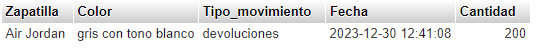 Zapatilla Color Tipo_movimiento Fecha Cantidad
Air Jordan gris con tono blanco devoluciones 2023-12-30 12:41:08 200